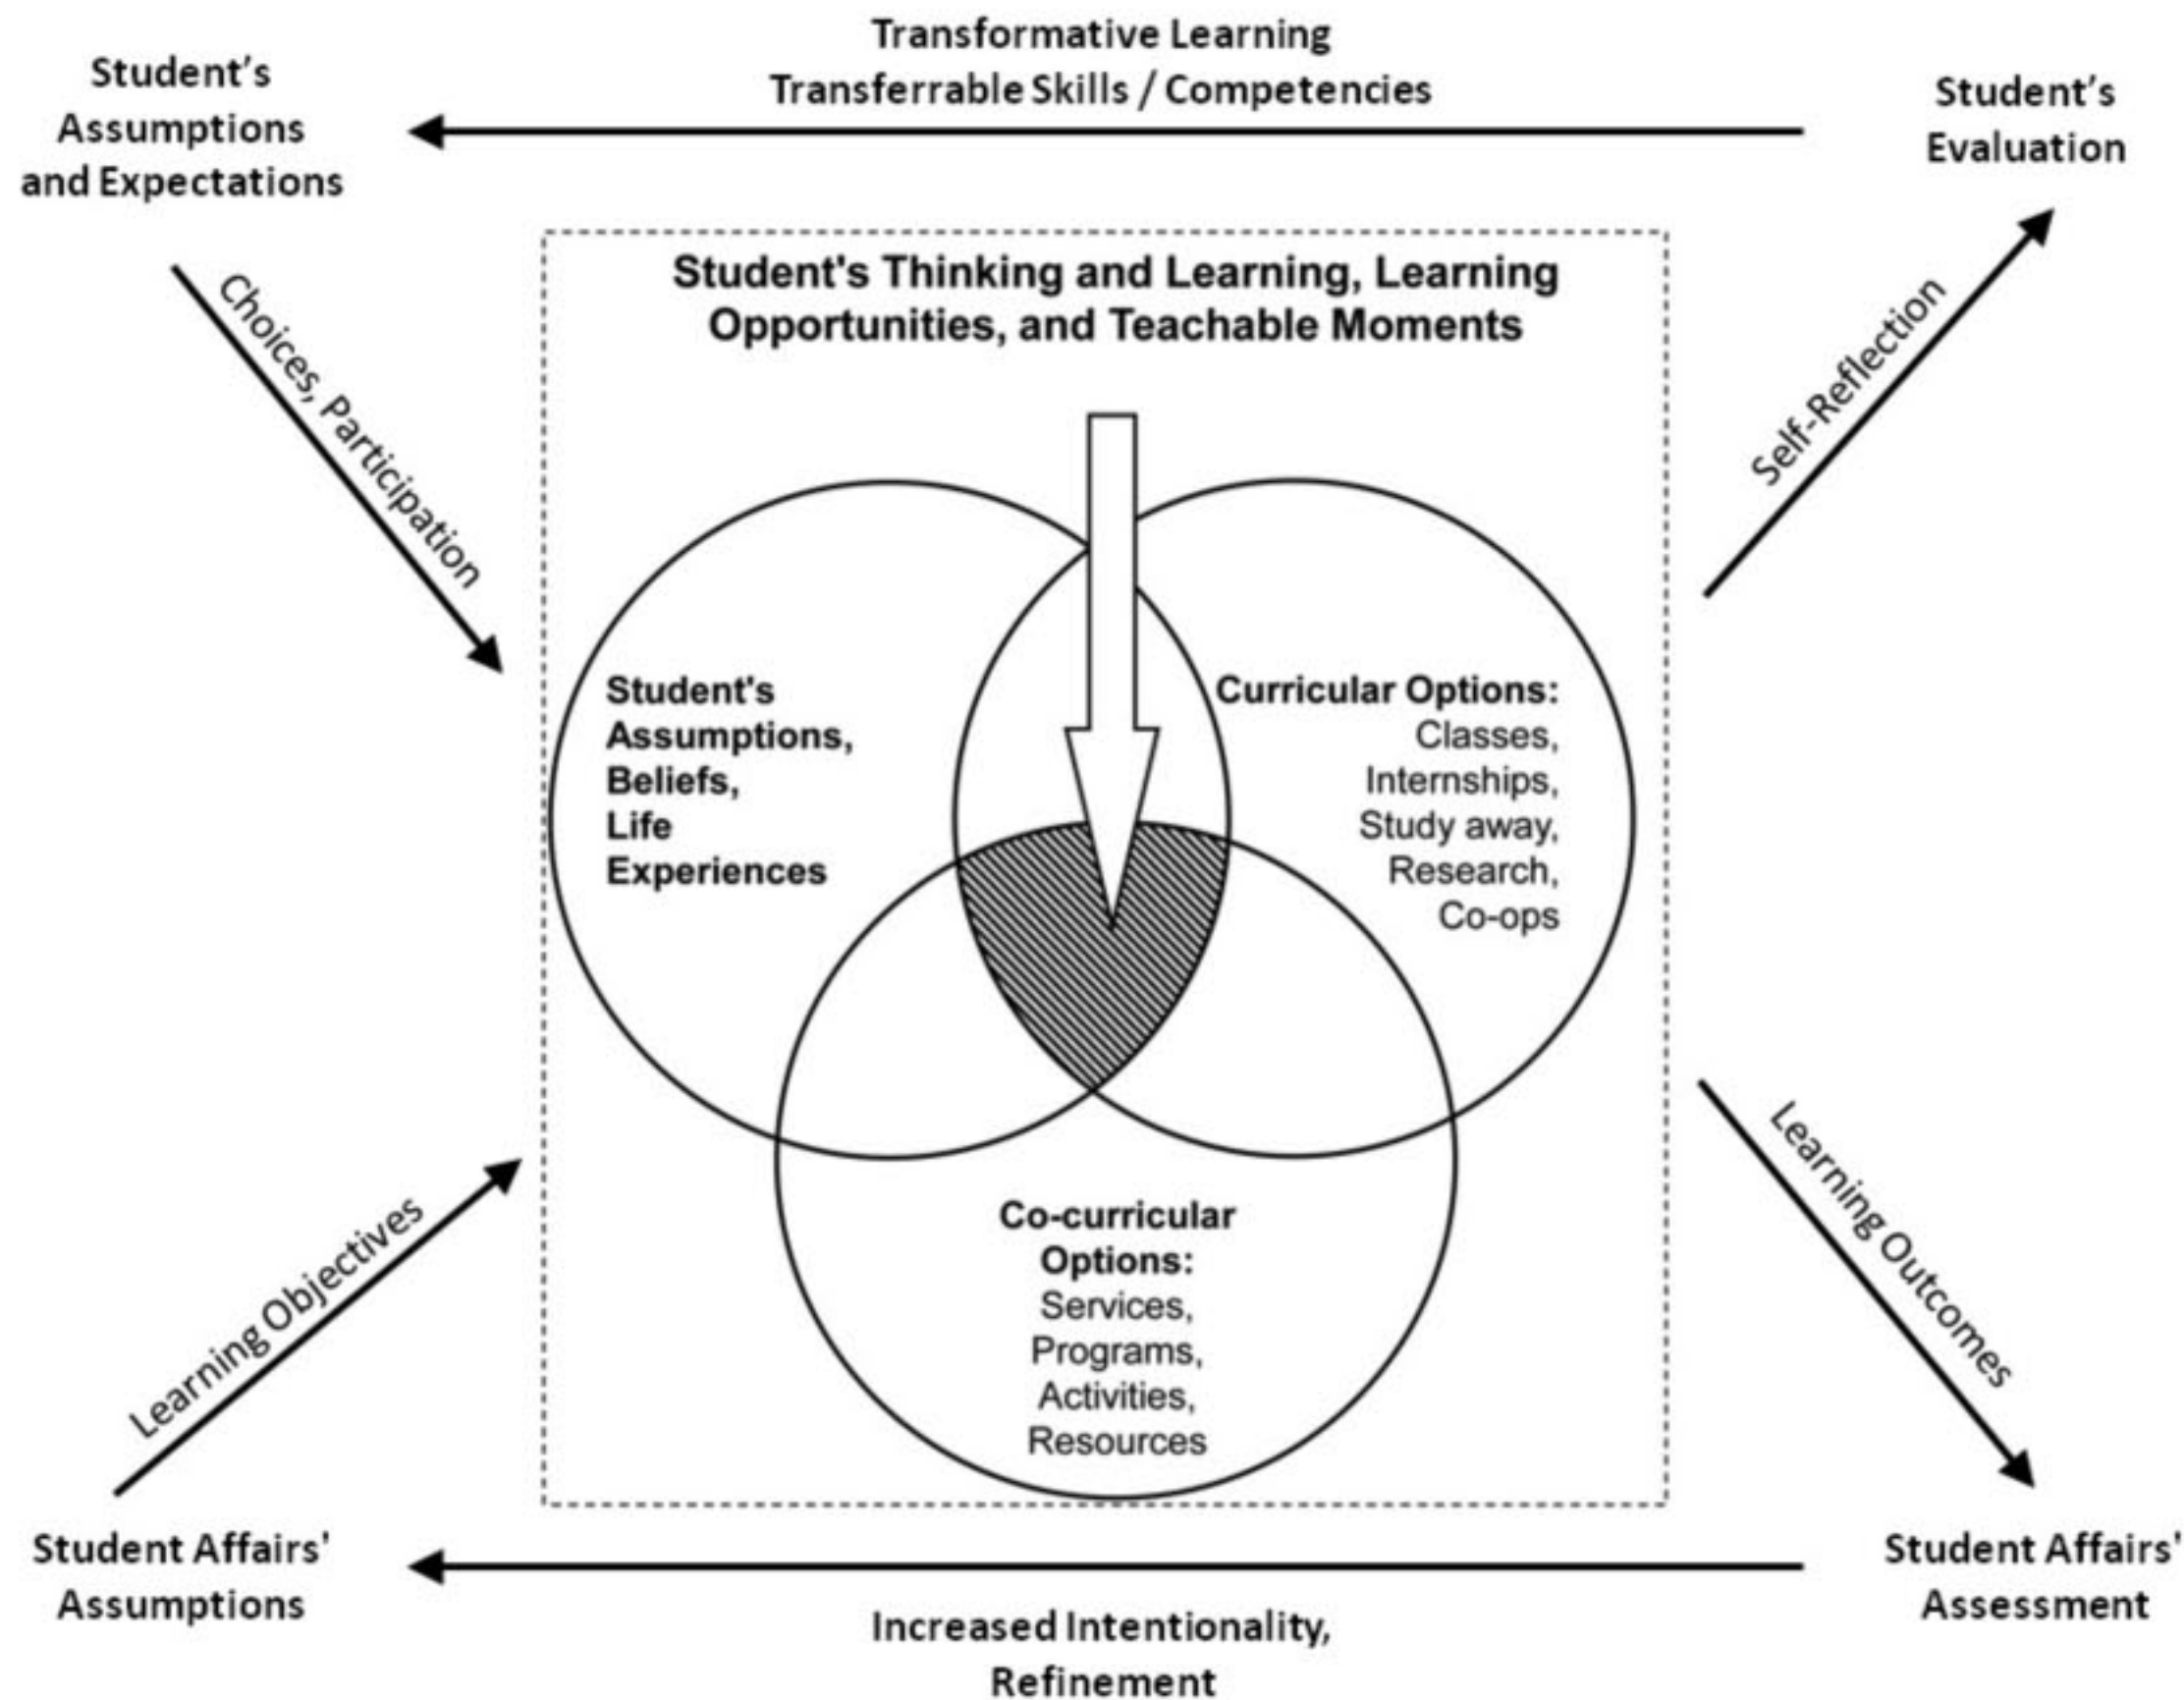 Transformative Learning
Transferrable Skills / Competencies
Student’s
Assumptions
and Expectations
Student’s
Evaluation
Choices, Participation
Self-Reflection
Student's Thinking and Learning, Learning
Opportunities, and Teachable Moments
Student's
Assumptions,
Beliefs,
Life
Experiences
Curricular Options:
Classes,
Internships,
Study away,
Research,
Co-ops
Co-curricular
Options:
Services,
Programs,
Activities,
Resources
Learning Objectives
Learning Outcomes
Student Affairs'
Assumptions
Student Affairs'
Assessment
Increased Intentionality,
Refinement